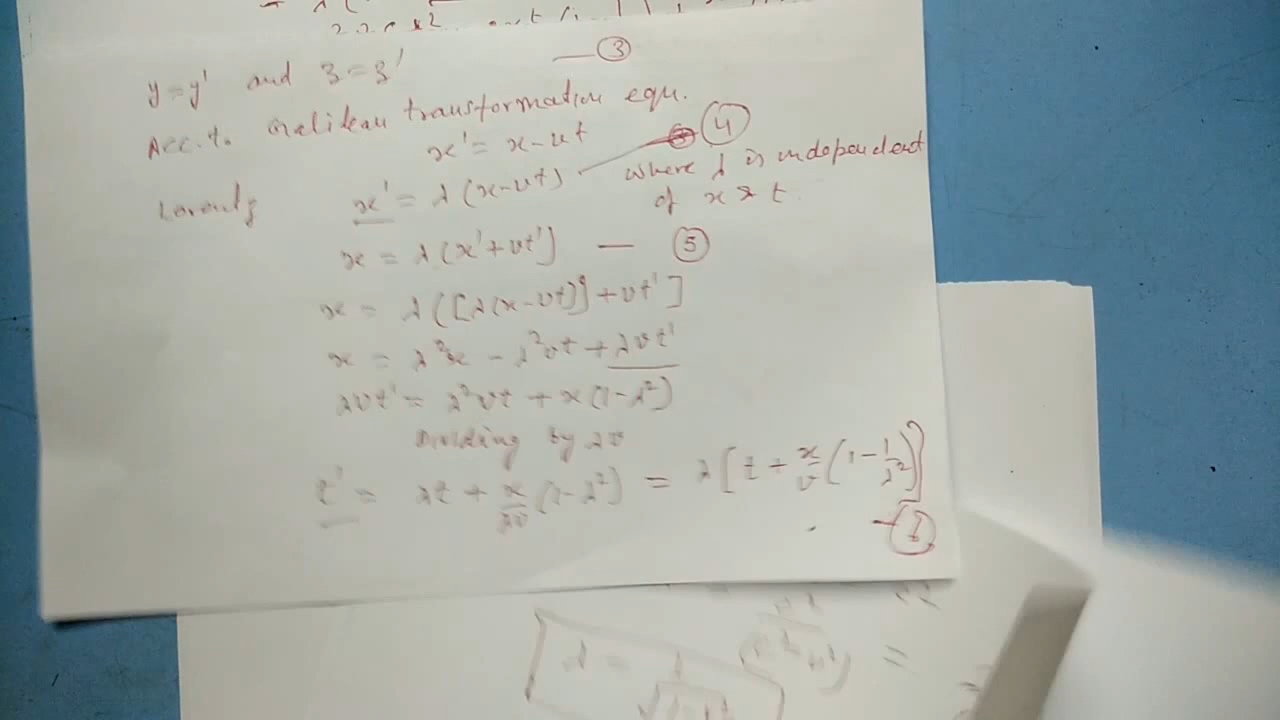 y = y' and z = z' — ③
Acc. to Galilean transformation equ.
x' = x - vt
④
Lorentz x' = λ (x - vt) where λ is independent
of x & t.
x = λ (x' + vt'] — ⑤
x = λ ([λ(x - vt)] + vt']
x = λ²x - λ²vt + λvt'
λvt' = λ²vt + x(1 - λ²)
Dividing by λv
t' = λt + x/λv (1 - λ²) = λ[t + x/v (1 - 1/λ²)]